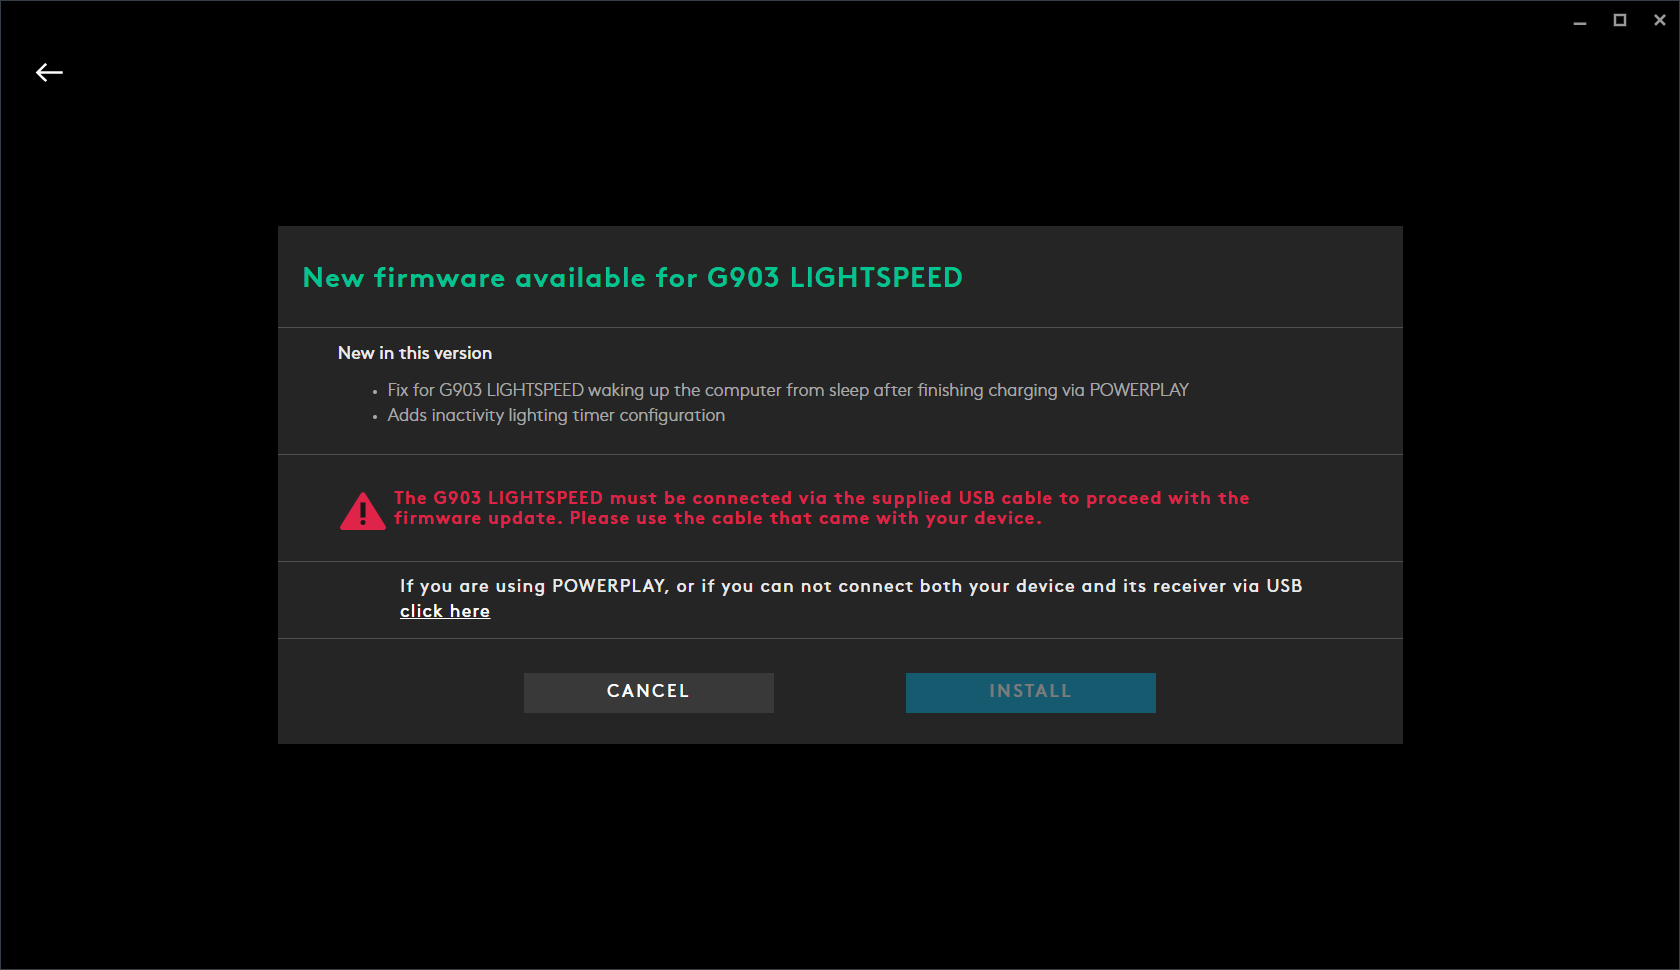 New firmware available for G903 LIGHTSPEED
New in this version
• Fix for G903 LIGHTSPEED waking up the computer from sleep after finishing charging via POWERPLAY
• Adds inactivity lighting timer configuration
The G903 LIGHTSPEED must be connected via the supplied USB cable to proceed with the
firmware update. Please use the cable that came with your device.
If you are using POWERPLAY, or if you can not connect both your device and its receiver via USB
click here
CANCEL
INSTALL